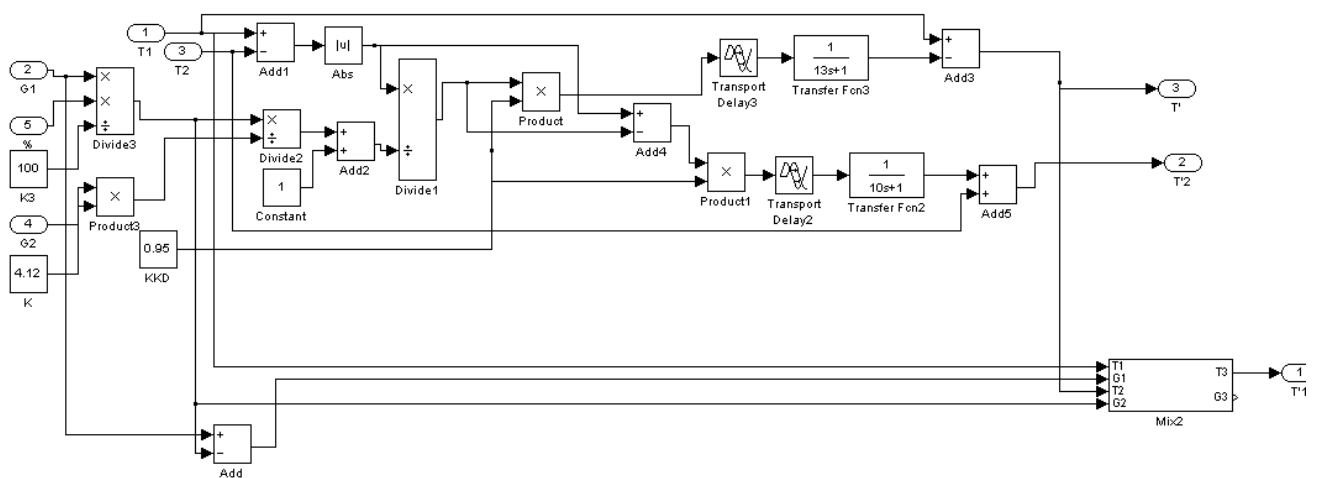 1
T1
3
T2
+
−
Add1
|u|
Abs
2
G1
5
%
100
K3
4
G2
4.12
K
×
×
÷
Divide3
×
Product3
0.95
KKD
×
÷
Divide2
1
Constant
+
+
Add2
×
÷
Divide1
×
Product
+
−
Add4
×
Product1
Transport
Delay3
1
13s+1
Transfer Fcn3
+
−
Add3
Transport
Delay2
1
10s+1
Transfer Fcn2
+
+
Add5
3
T'
2
T'2
+
−
Add
T1
G1
T2
G2
T3
G3
Mix2
1
T'1